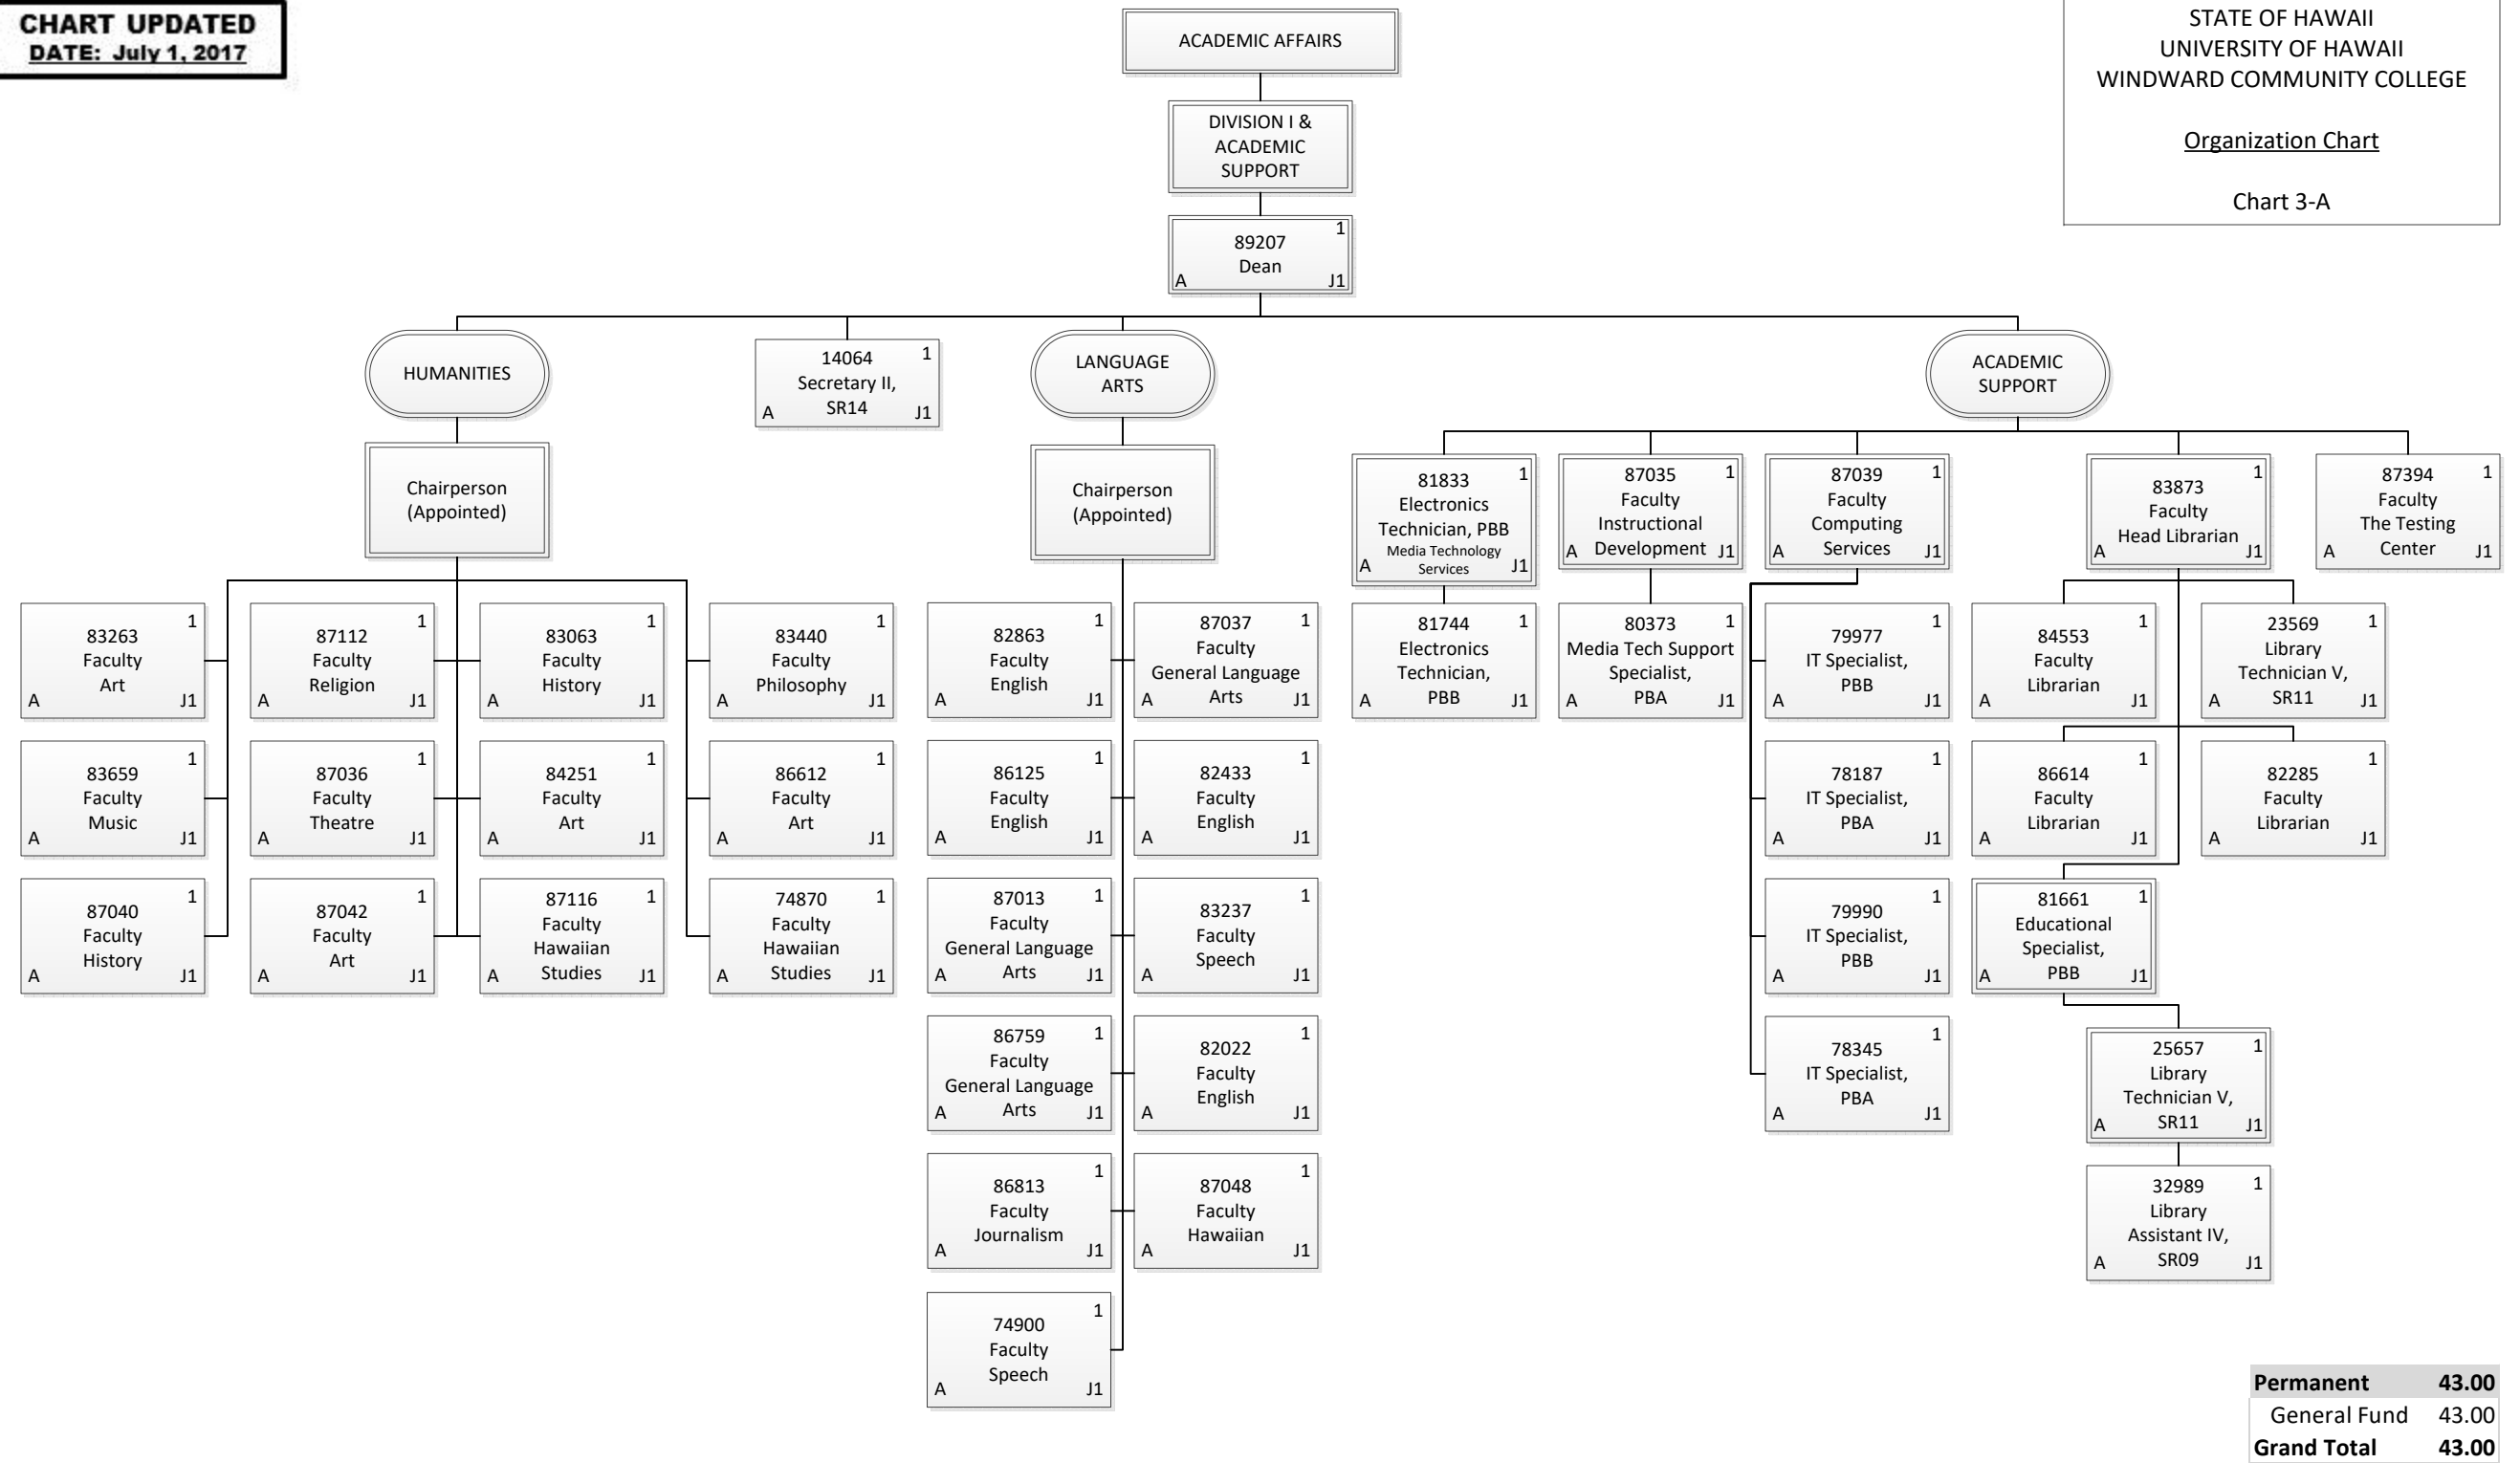 CHART UPDATED
DATE: July 1, 2017
STATE OF HAWAII
UNIVERSITY OF HAWAII
WINDWARD COMMUNITY COLLEGE
Organization Chart
Chart 3-A
ACADEMIC AFFAIRS
DIVISION I &
ACADEMIC
SUPPORT
1
89207
Dean
A J1
HUMANITIES
14064 1
Secretary II,
SR14
A J1
LANGUAGE
ARTS
ACADEMIC
SUPPORT
Chairperson
(Appointed)
83263 1
Faculty
Art
A J1
87112 1
Faculty
Religion
A J1
83063 1
Faculty
History
A J1
83440 1
Faculty
Philosophy
A J1
83659 1
Faculty
Music
A J1
87036 1
Faculty
Theatre
A J1
84251 1
Faculty
Art
A J1
86612 1
Faculty
Art
A J1
87040 1
Faculty
History
A J1
87042 1
Faculty
Art
A J1
87116 1
Faculty
Hawaiian
Studies
A J1
74870 1
Faculty
Hawaiian
Studies
A J1
Chairperson
(Appointed)
82863 1
Faculty
English
A J1
87037 1
Faculty
General Language
Arts
A J1
86125 1
Faculty
English
A J1
82433 1
Faculty
English
A J1
87013 1
Faculty
General Language
Arts
A J1
83237 1
Faculty
Speech
A J1
86759 1
Faculty
General Language
Arts
A J1
82022 1
Faculty
English
A J1
86813 1
Faculty
Journalism
A J1
87048 1
Faculty
Hawaiian
A J1
74900 1
Faculty
Speech
A J1
81833 1
Electronics
Technician, PBB
Media Technology
Services
A J1
81744 1
Electronics
Technician,
PBB
A J1
87035 1
Faculty
Instructional
Development
A J1
80373 1
Media Tech Support
Specialist,
PBA
A J1
87039 1
Faculty
Computing
Services
A J1
79977 1
IT Specialist,
PBB
A J1
78187 1
IT Specialist,
PBA
A J1
79990 1
IT Specialist,
PBB
A J1
78345 1
IT Specialist,
PBA
A J1
83873 1
Faculty
Head Librarian
A J1
84553 1
Faculty
Librarian
A J1
23569 1
Library
Technician V,
SR11
A J1
86614 1
Faculty
Librarian
A J1
82285 1
Faculty
Librarian
A J1
81661 1
Educational
Specialist,
PBB
A J1
25657 1
Library
Technician V,
SR11
A J1
32989 1
Library
Assistant IV,
SR09
A J1
87394 1
Faculty
The Testing
Center
A J1
Permanent 43.00
General Fund 43.00
Grand Total 43.00